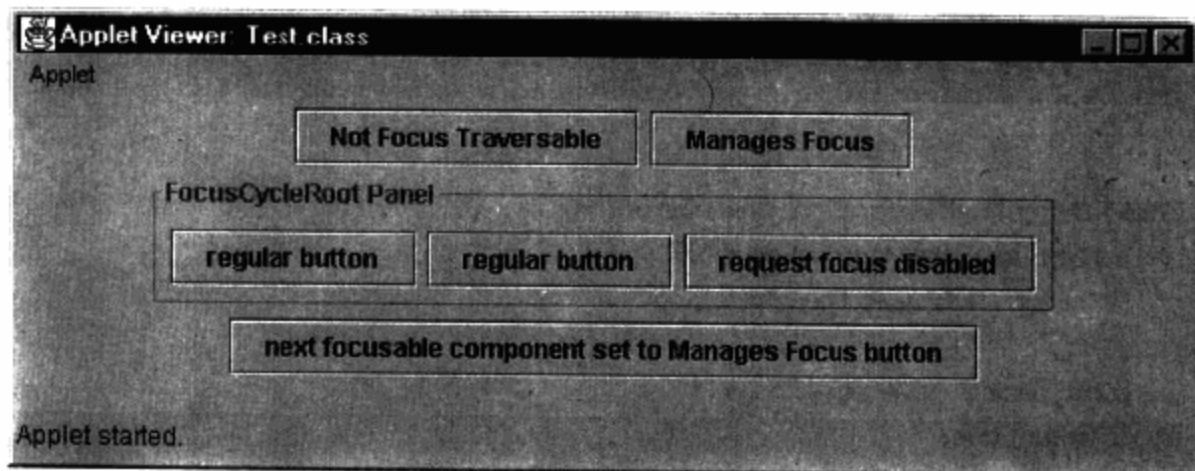 Applet Viewer: Test.class
Applet
Not Focus Traversable
Manages Focus
FocusCycleRoot Panel
regular button
regular button
request focus disabled
next focusable component set to Manages Focus button
Applet started.